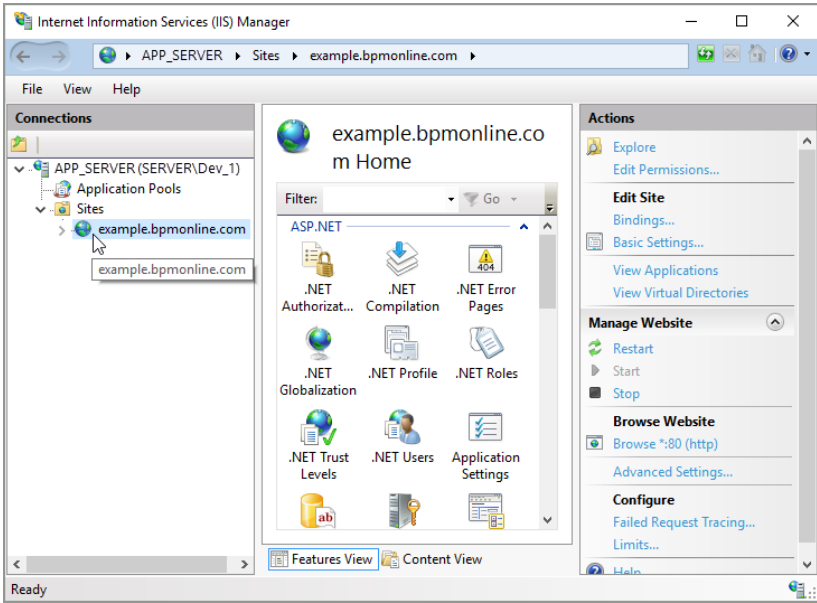 Internet Information Services (IIS) Manager
APP_SERVER Sites example.bpmonline.com
File View Help
Connections
APP_SERVER (SERVER\Dev_1)
Application Pools
Sites
example.bpmonline.com
example.bpmonline.com
example.bpmonline.co
m Home
Filter: Go
ASP.NET
.NET
Authorizat...
.NET
Compilation
404
.NET Error
Pages
.NET
Globalization
.NET Profile
.NET Roles
.NET Trust
Levels
.NET Users
Application
Settings
ab
Features View Content View
Actions
Explore
Edit Permissions...
Edit Site
Bindings...
Basic Settings...
View Applications
View Virtual Directories
Manage Website
Restart
Start
Stop
Browse Website
Browse *:80 (http)
Advanced Settings...
Configure
Failed Request Tracing...
Limits...
Help
Ready